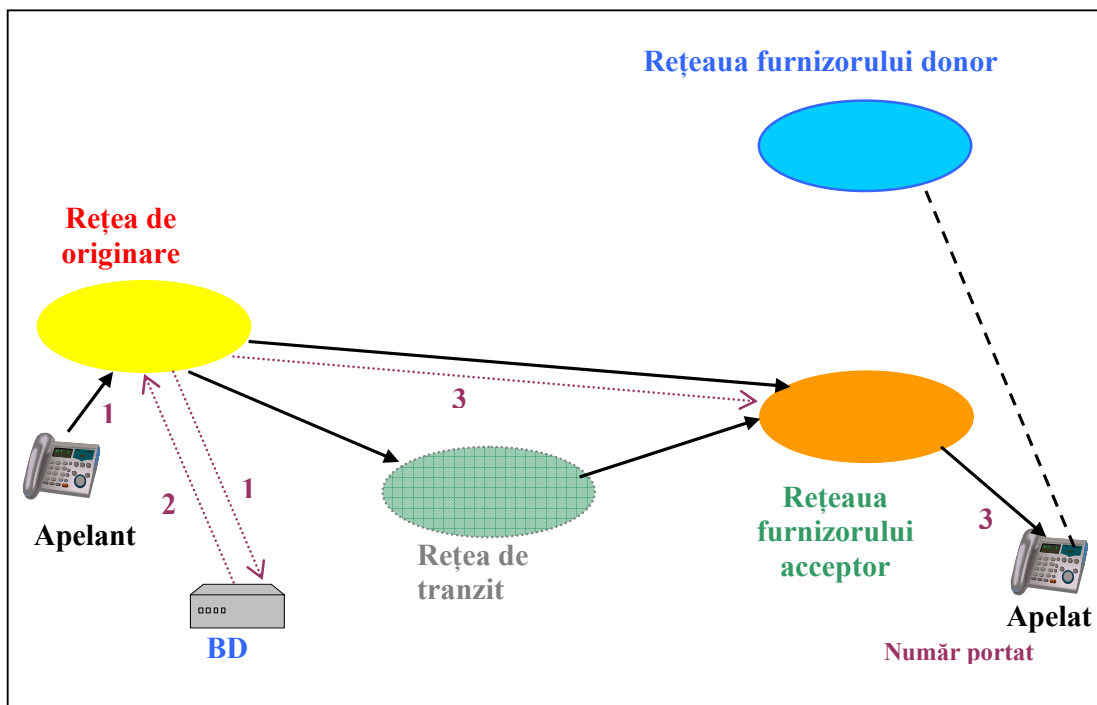 Rețeaua furnizorului donor
Rețea de
originare
3
1
1
2
Apelant
Rețea de
tranzit
Rețeaua
furnizorului
acceptor
3
BD
Apelat
Număr portat